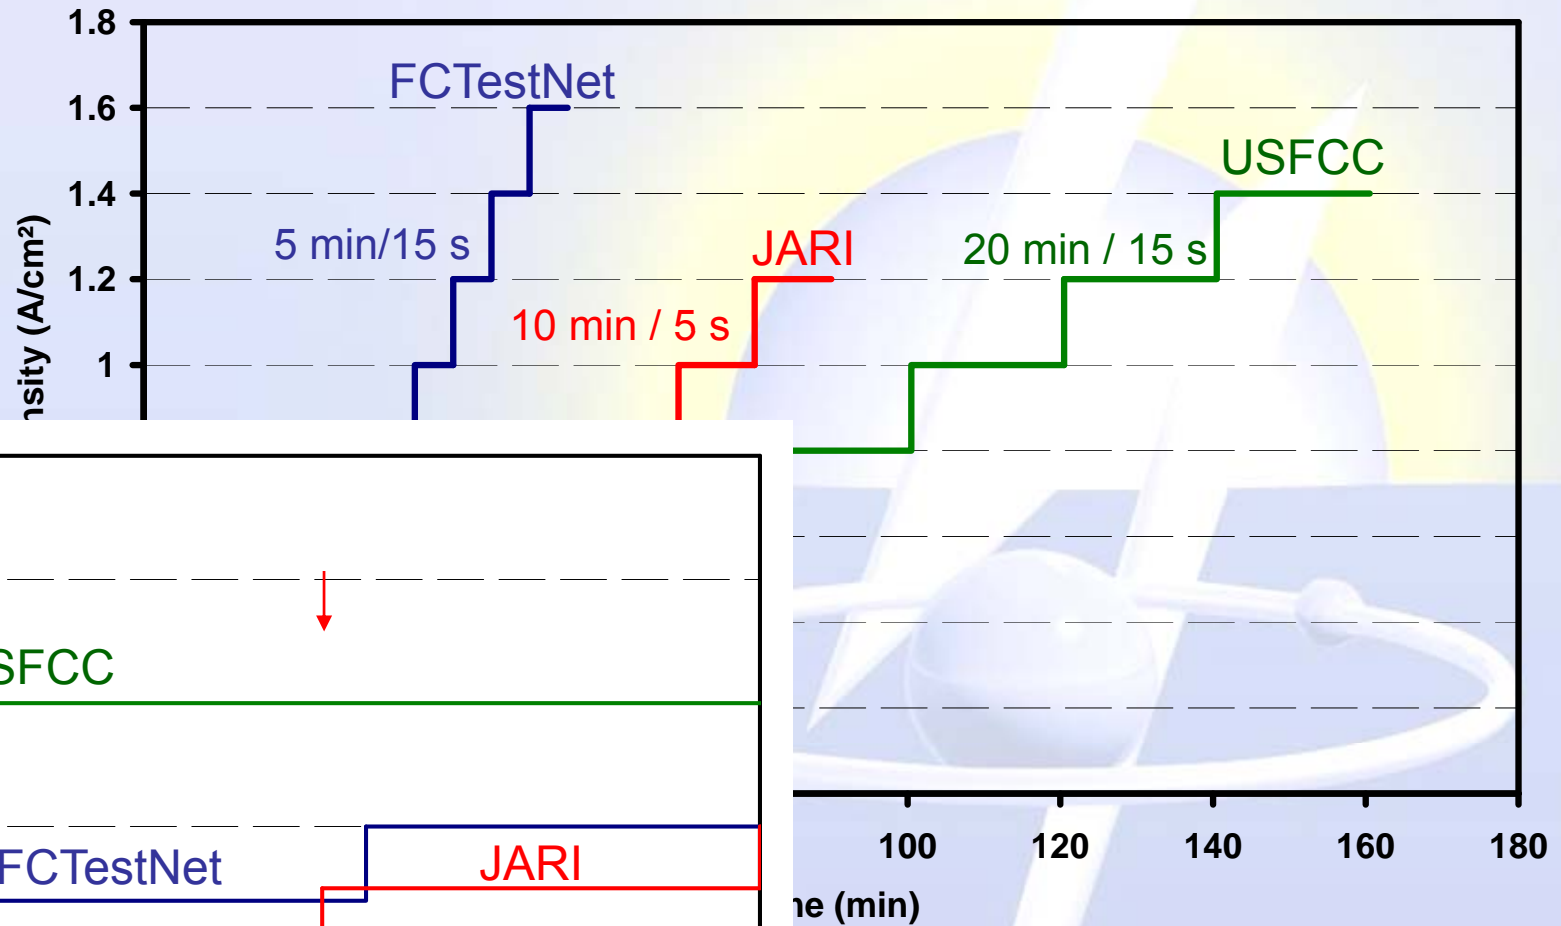 1.8
FCTestNet
1.6
USFCC
1.4
5 min/15 s
JARI
20 min / 15 s
1.2
10 min / 5 s
1
nsity (A/cm²)
SFCC
FCTestNet
JARI
100 120 140 160 180
ne (min)